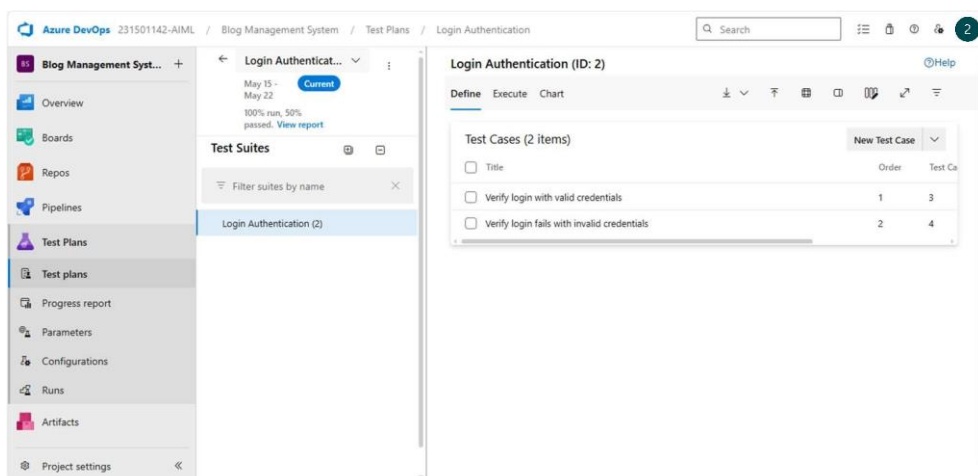 Azure DevOps 231501142-AIML / Blog Management System / Test Plans / Login Authentication
Search
2
BS Blog Management Syst... +
Overview
Boards
Repos
Pipelines
Test Plans
Test plans
Progress report
Parameters
Configurations
Runs
Artifacts
Project settings
Login Authenticat...
May 15 -
May 22
Current
100% run, 50%
passed. View report
Test Suites
Filter suites by name
Login Authentication (2)
Login Authentication (ID: 2)
Help
Define Execute Chart
Test Cases (2 items)
New Test Case
Title Order Test Ca
Verify login with valid credentials 1 3
Verify login fails with invalid credentials 2 4